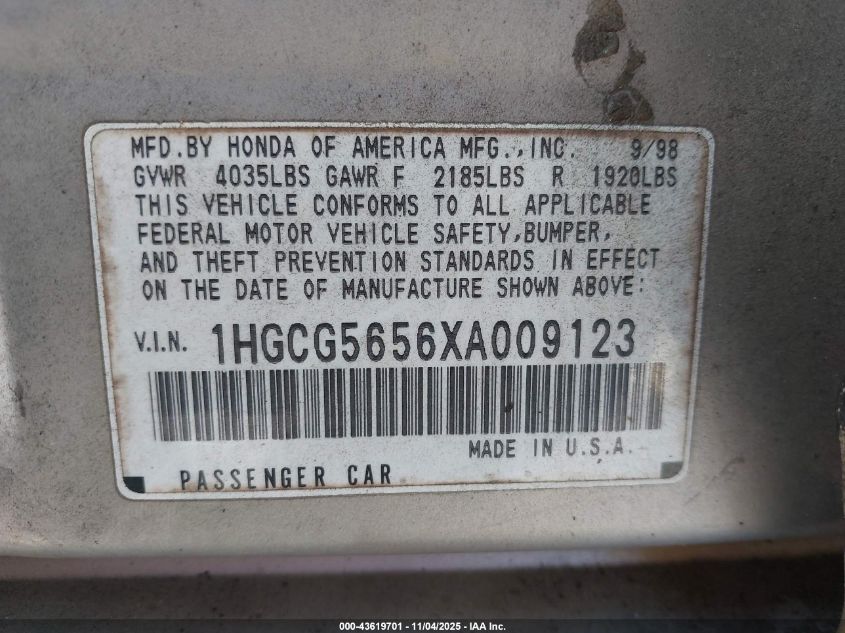 MFD.BY HONDA OF AMERICA MFG.,INC. 9/98
GVWR 4035LBS GAWR F 2185LBS R 1920LBS
THIS VEHICLE CONFORMS TO ALL APPLICABLE
FEDERAL MOTOR VEHICLE SAFETY,BUMPER,
AND THEFT PREVENTION STANDARDS IN EFFECT
ON THE DATE OF MANUFACTURE SHOWN ABOVE:
V.I.N. 1HGCG5656XA009123
MADE IN U.S.A.
PASSENGER CAR
000-43619701 - 11/04/2025 - IAA Inc.